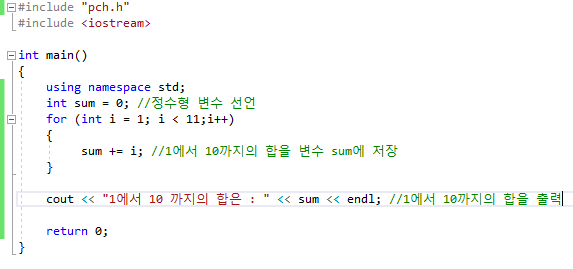 #include "pch.h"
#include <iostream>
int main()
{
using namespace std;
int sum = 0; //정수형 변수 선언
for (int i = 1; i < 11;i++)
{
sum += i; //1에서 10까지의 합을 변수 sum에 저장
}
cout << "1에서 10 까지의 합은 : " << sum << endl; //1에서 10까지의 합을 출력
return 0;
}